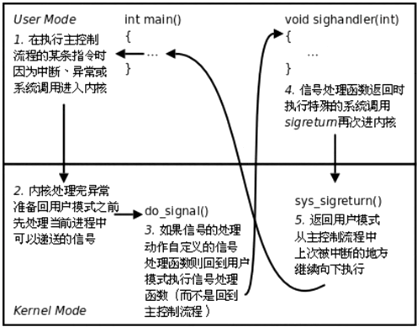 User Mode
int main()
{
...
}
void sighandler(int)
{
...
}
1. 在执行主控制
流程的某条指令时
因为中断、异常或
系统调用进入内核
4. 信号处理函数返回时
执行特殊的系统调用
sigreturn再次进内核
2. 内核处理完异常
准备回用户模式之前
先处理当前进程中
可以递送的信号
do_signal()
3. 如果信号的处理
动作自定义的信号
处理函数则回到用户
模式执行信号处理
函数（而不是回到
主控制流程）
sys_sigreturn()
5. 返回用户模式
从主控制流程中
上次被中断的地方
继续向下执行
Kernel Mode